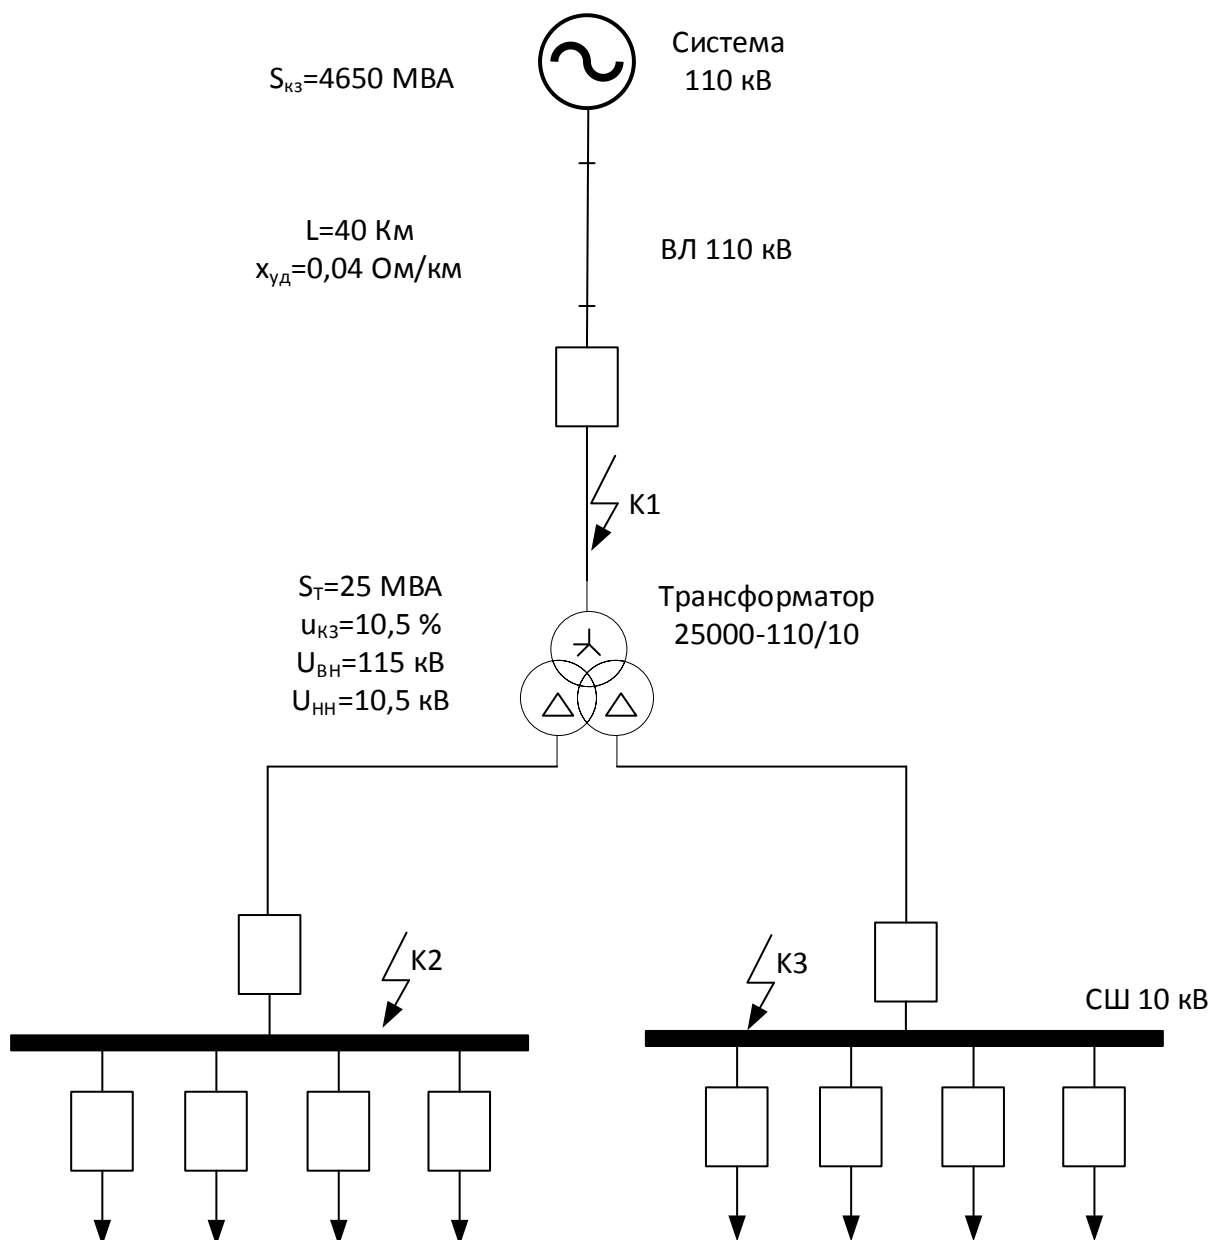 Система
110 кВ
Sкз=4650 МВА
L=40 Км
xуд=0,04 Ом/км
ВЛ 110 кВ
К1
Sт=25 МВА
uкз=10,5 %
Uвн=115 кВ
Uнн=10,5 кВ
Трансформатор
25000-110/10
К2
К3
СШ 10 кВ